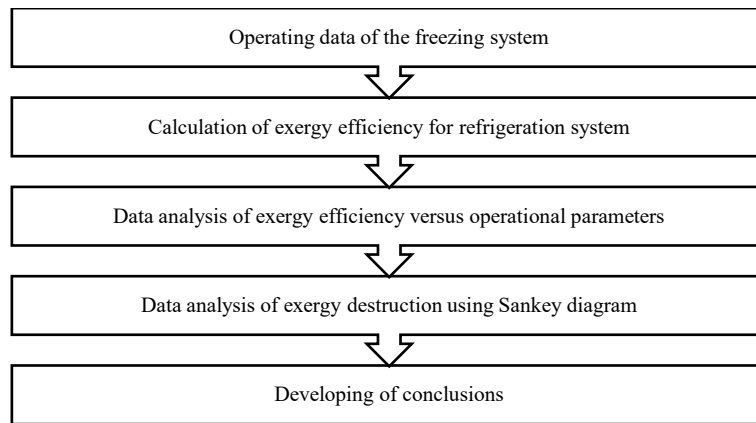 Operating data of the freezing system
Calculation of exergy efficiency for refrigeration system
Data analysis of exergy efficiency versus operational parameters
Data analysis of exergy destruction using Sankey diagram
Developing of conclusions